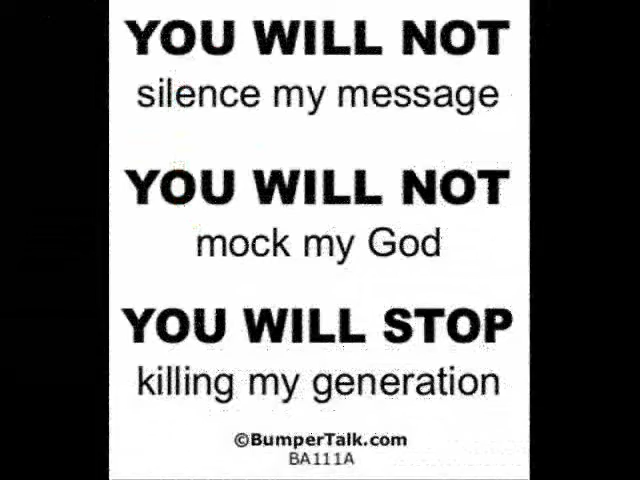 YOU WILL NOT
silence my message
YOU WILL NOT
mock my God
YOU WILL STOP
killing my generation
©BumperTalk.com
BA111A